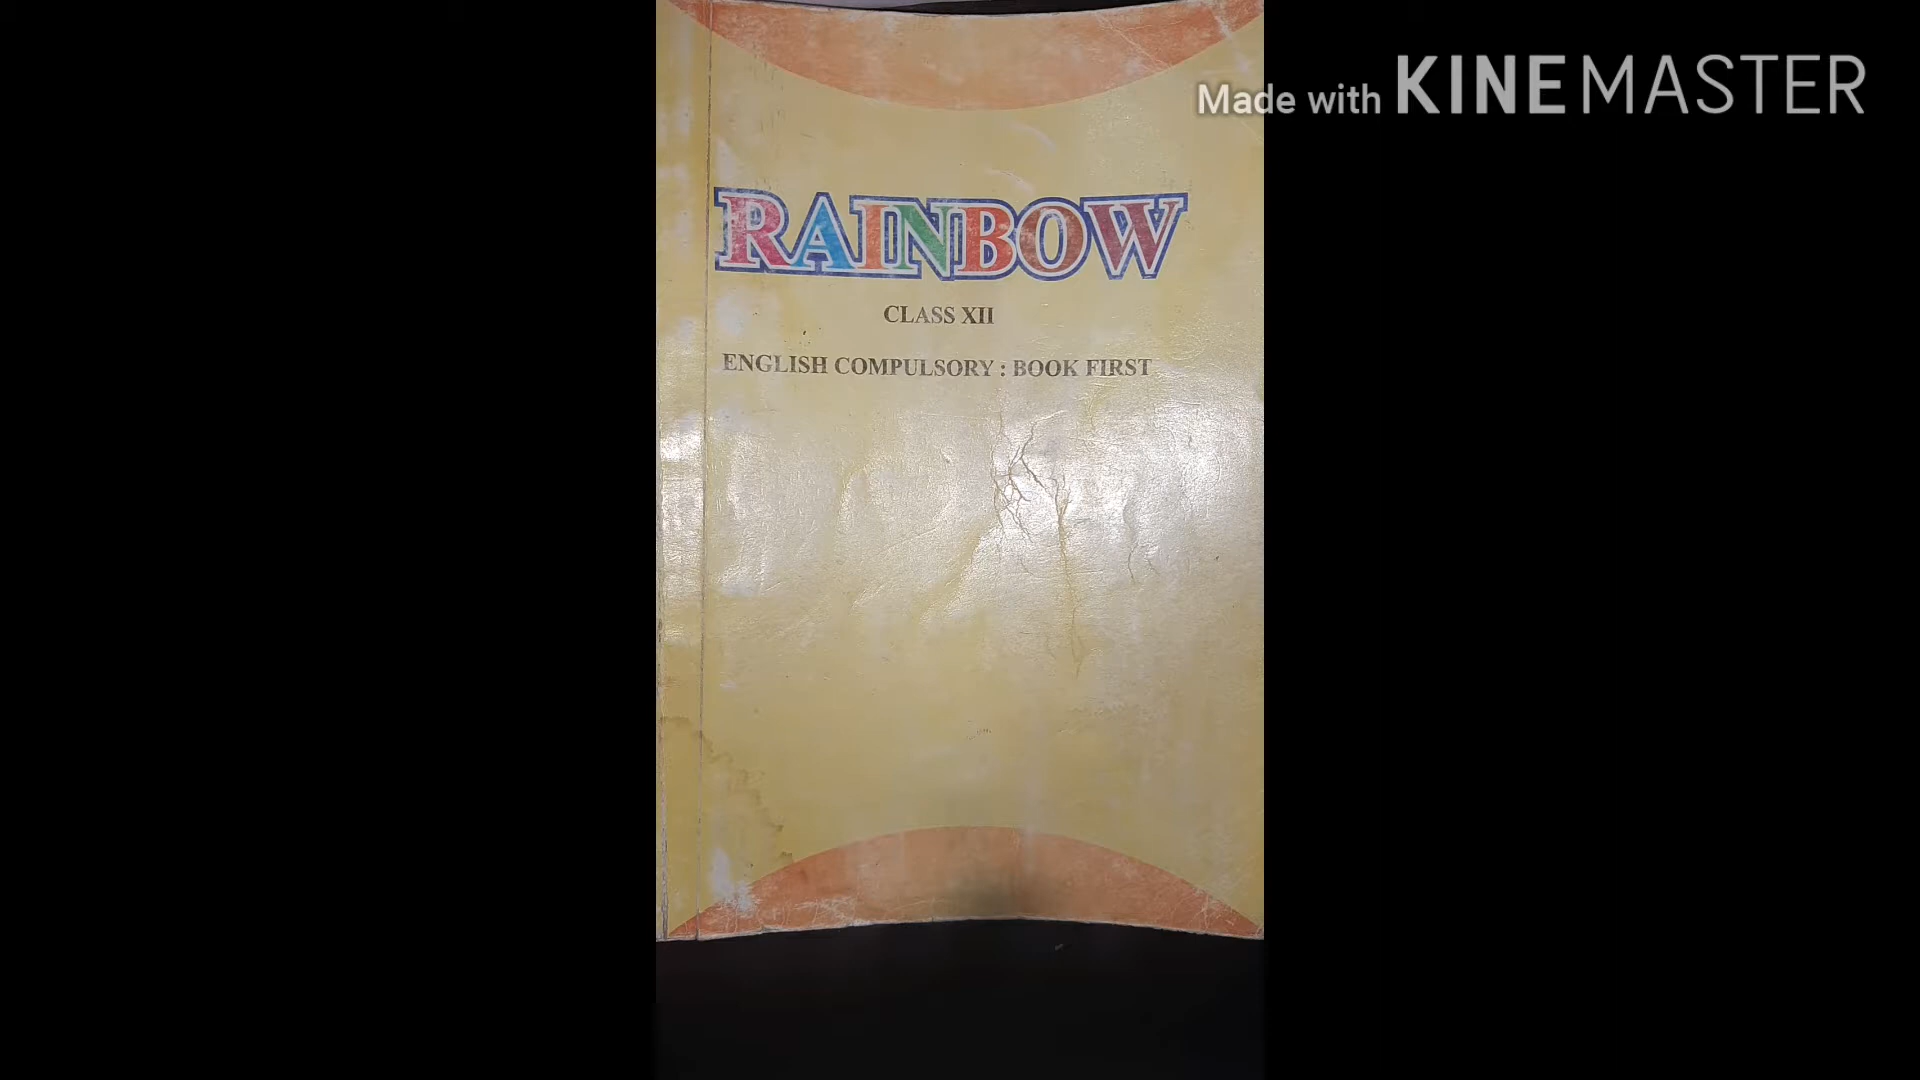 Made with KINEMASTER
RAINBOW
CLASS XII
ENGLISH COMPULSORY : BOOK FIRST